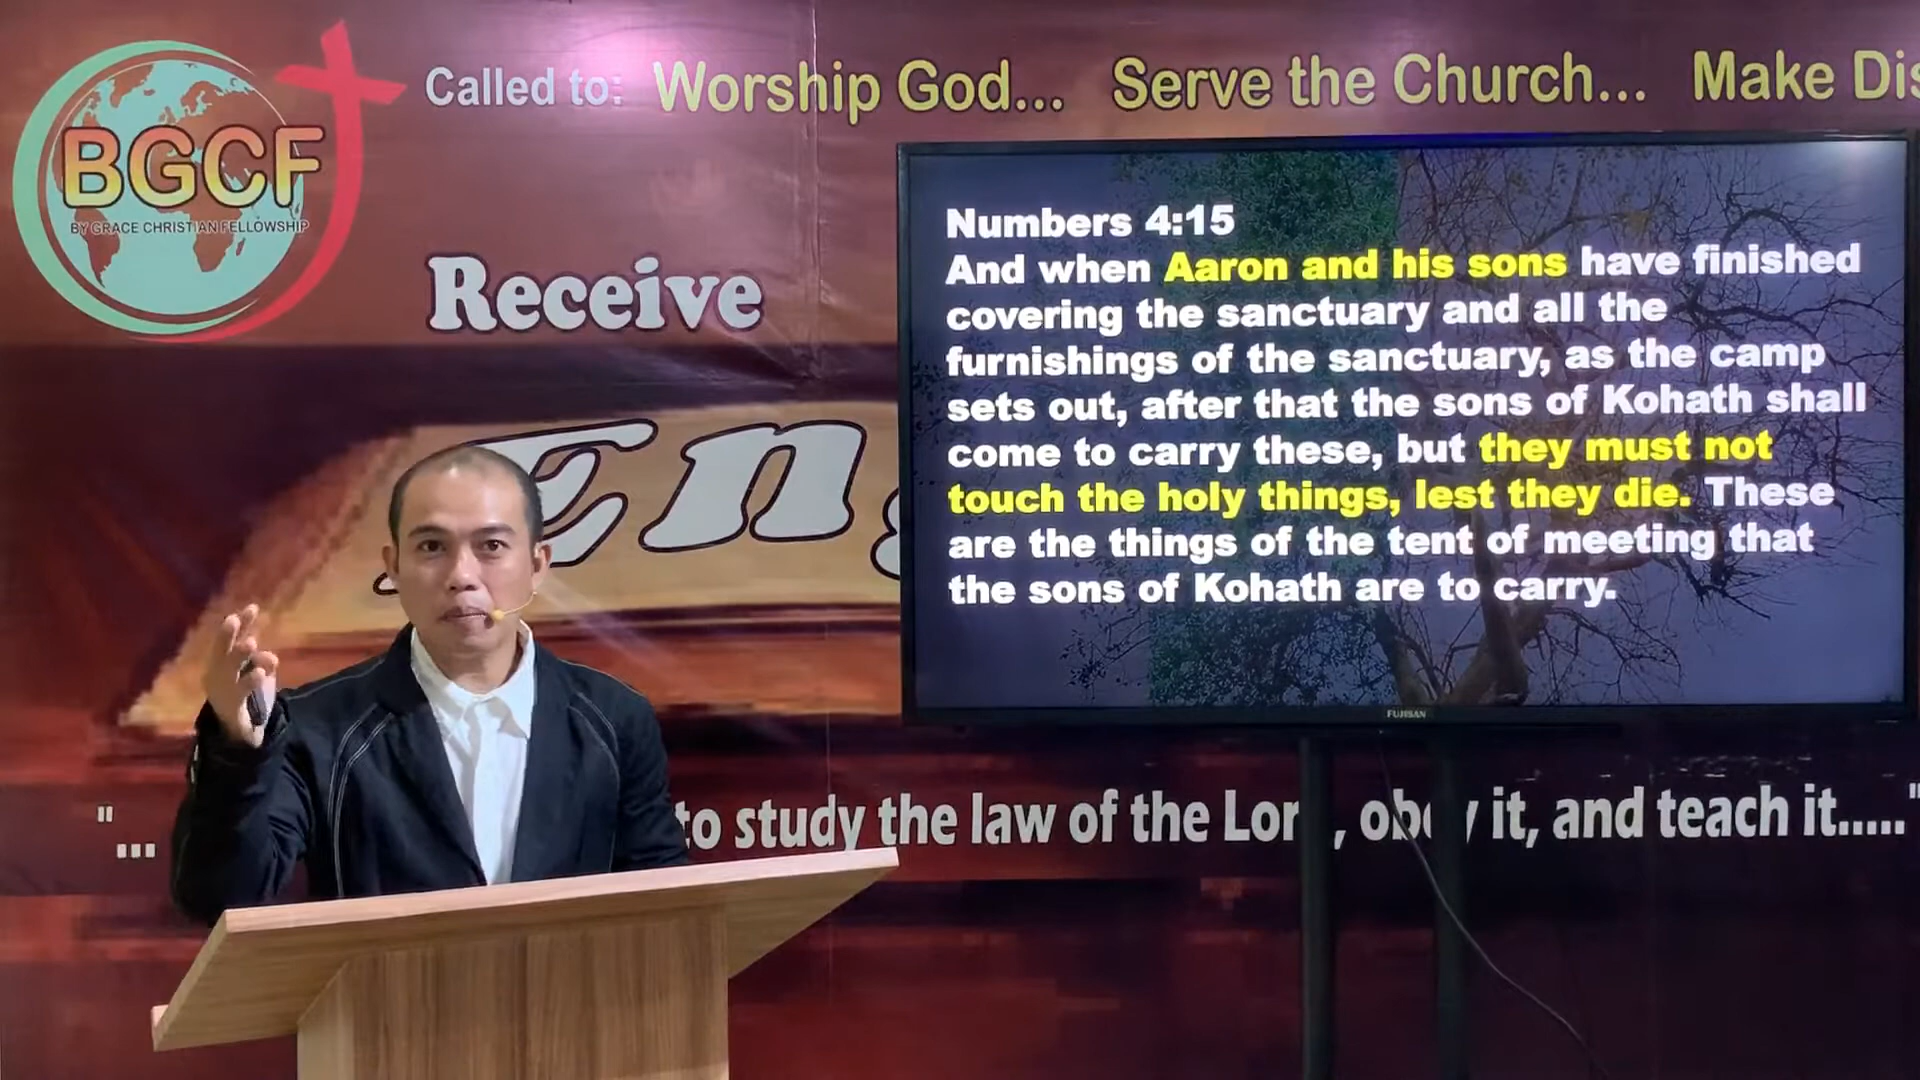 Called to: Worship God... Serve the Church... Make Dis
BGCF
BY GRACE CHRISTIAN FELLOWSHIP
Receive
Eng
Numbers 4:15
And when Aaron and his sons have finished
covering the sanctuary and all the
furnishings of the sanctuary, as the camp
sets out, after that the sons of Kohath shall
come to carry these, but they must not
touch the holy things, lest they die. These
are the things of the tent of meeting that
the sons of Kohath are to carry.
FUJISAN
"... to study the law of the Lor , obey it, and teach it....."